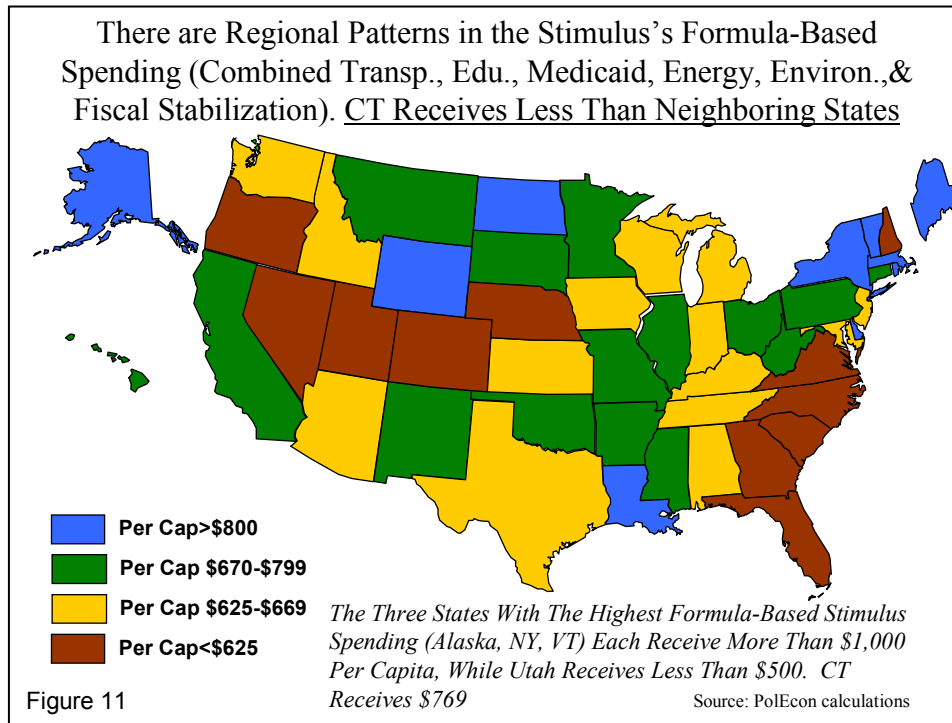 There are Regional Patterns in the Stimulus's Formula-Based
Spending (Combined Transp., Edu., Medicaid, Energy, Environ.,&
Fiscal Stabilization). CT Receives Less Than Neighboring States
Per Cap>$800
Per Cap $670-$799
Per Cap $625-$669
Per Cap<$625
The Three States With The Highest Formula-Based Stimulus
Spending (Alaska, NY, VT) Each Receive More Than $1,000
Per Capita, While Utah Receives Less Than $500.  CT
Receives $769
Source: PolEcon calculations
Figure 11